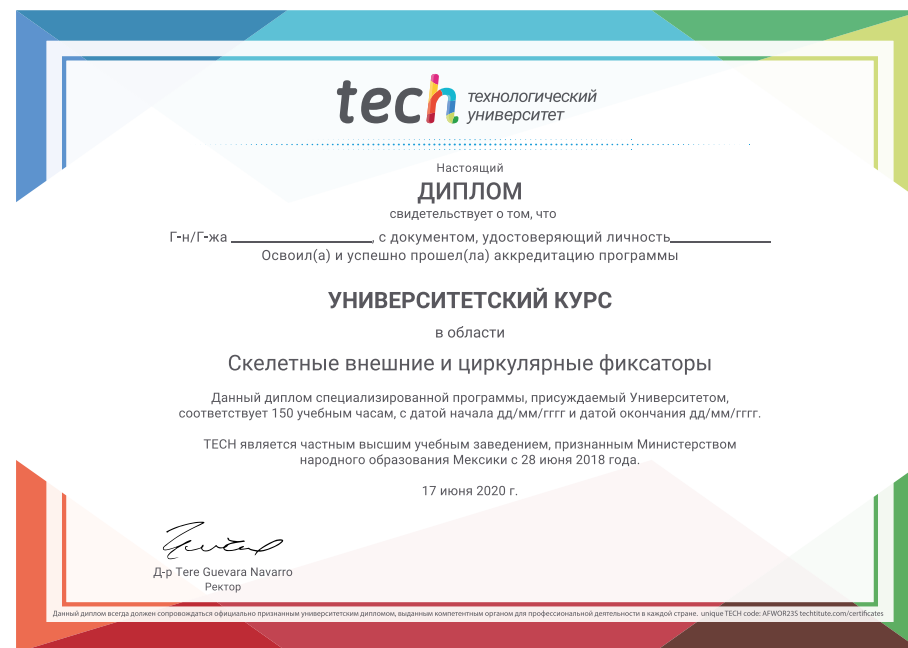 tech технологический
университет
Настоящий
ДИПЛОМ
свидетельствует о том, что
Г-н/Г-жа , с документом, удостоверяющий личность
Освоил(а) и успешно прошел(ла) аккредитацию программы
УНИВЕРСИТЕТСКИЙ КУРС
в области
Скелетные внешние и циркулярные фиксаторы
Данный диплом специализированной программы, присуждаемый Университетом,
соответствует 150 учебным часам, с датой начала дд/мм/гггг и датой окончания дд/мм/гггг.
TECH является частным высшим учебным заведением, признанным Министерством
народного образования Мексики с 28 июня 2018 года.
17 июня 2020 г.
Д-р Tere Guevara Navarro
Ректор
Данный диплом всегда должен сопровождаться официально признанным университетским дипломом, выданным компетентным органом для профессиональной деятельности в каждой стране. unique TECH code: AFWOR23S techtitute.com/certificates